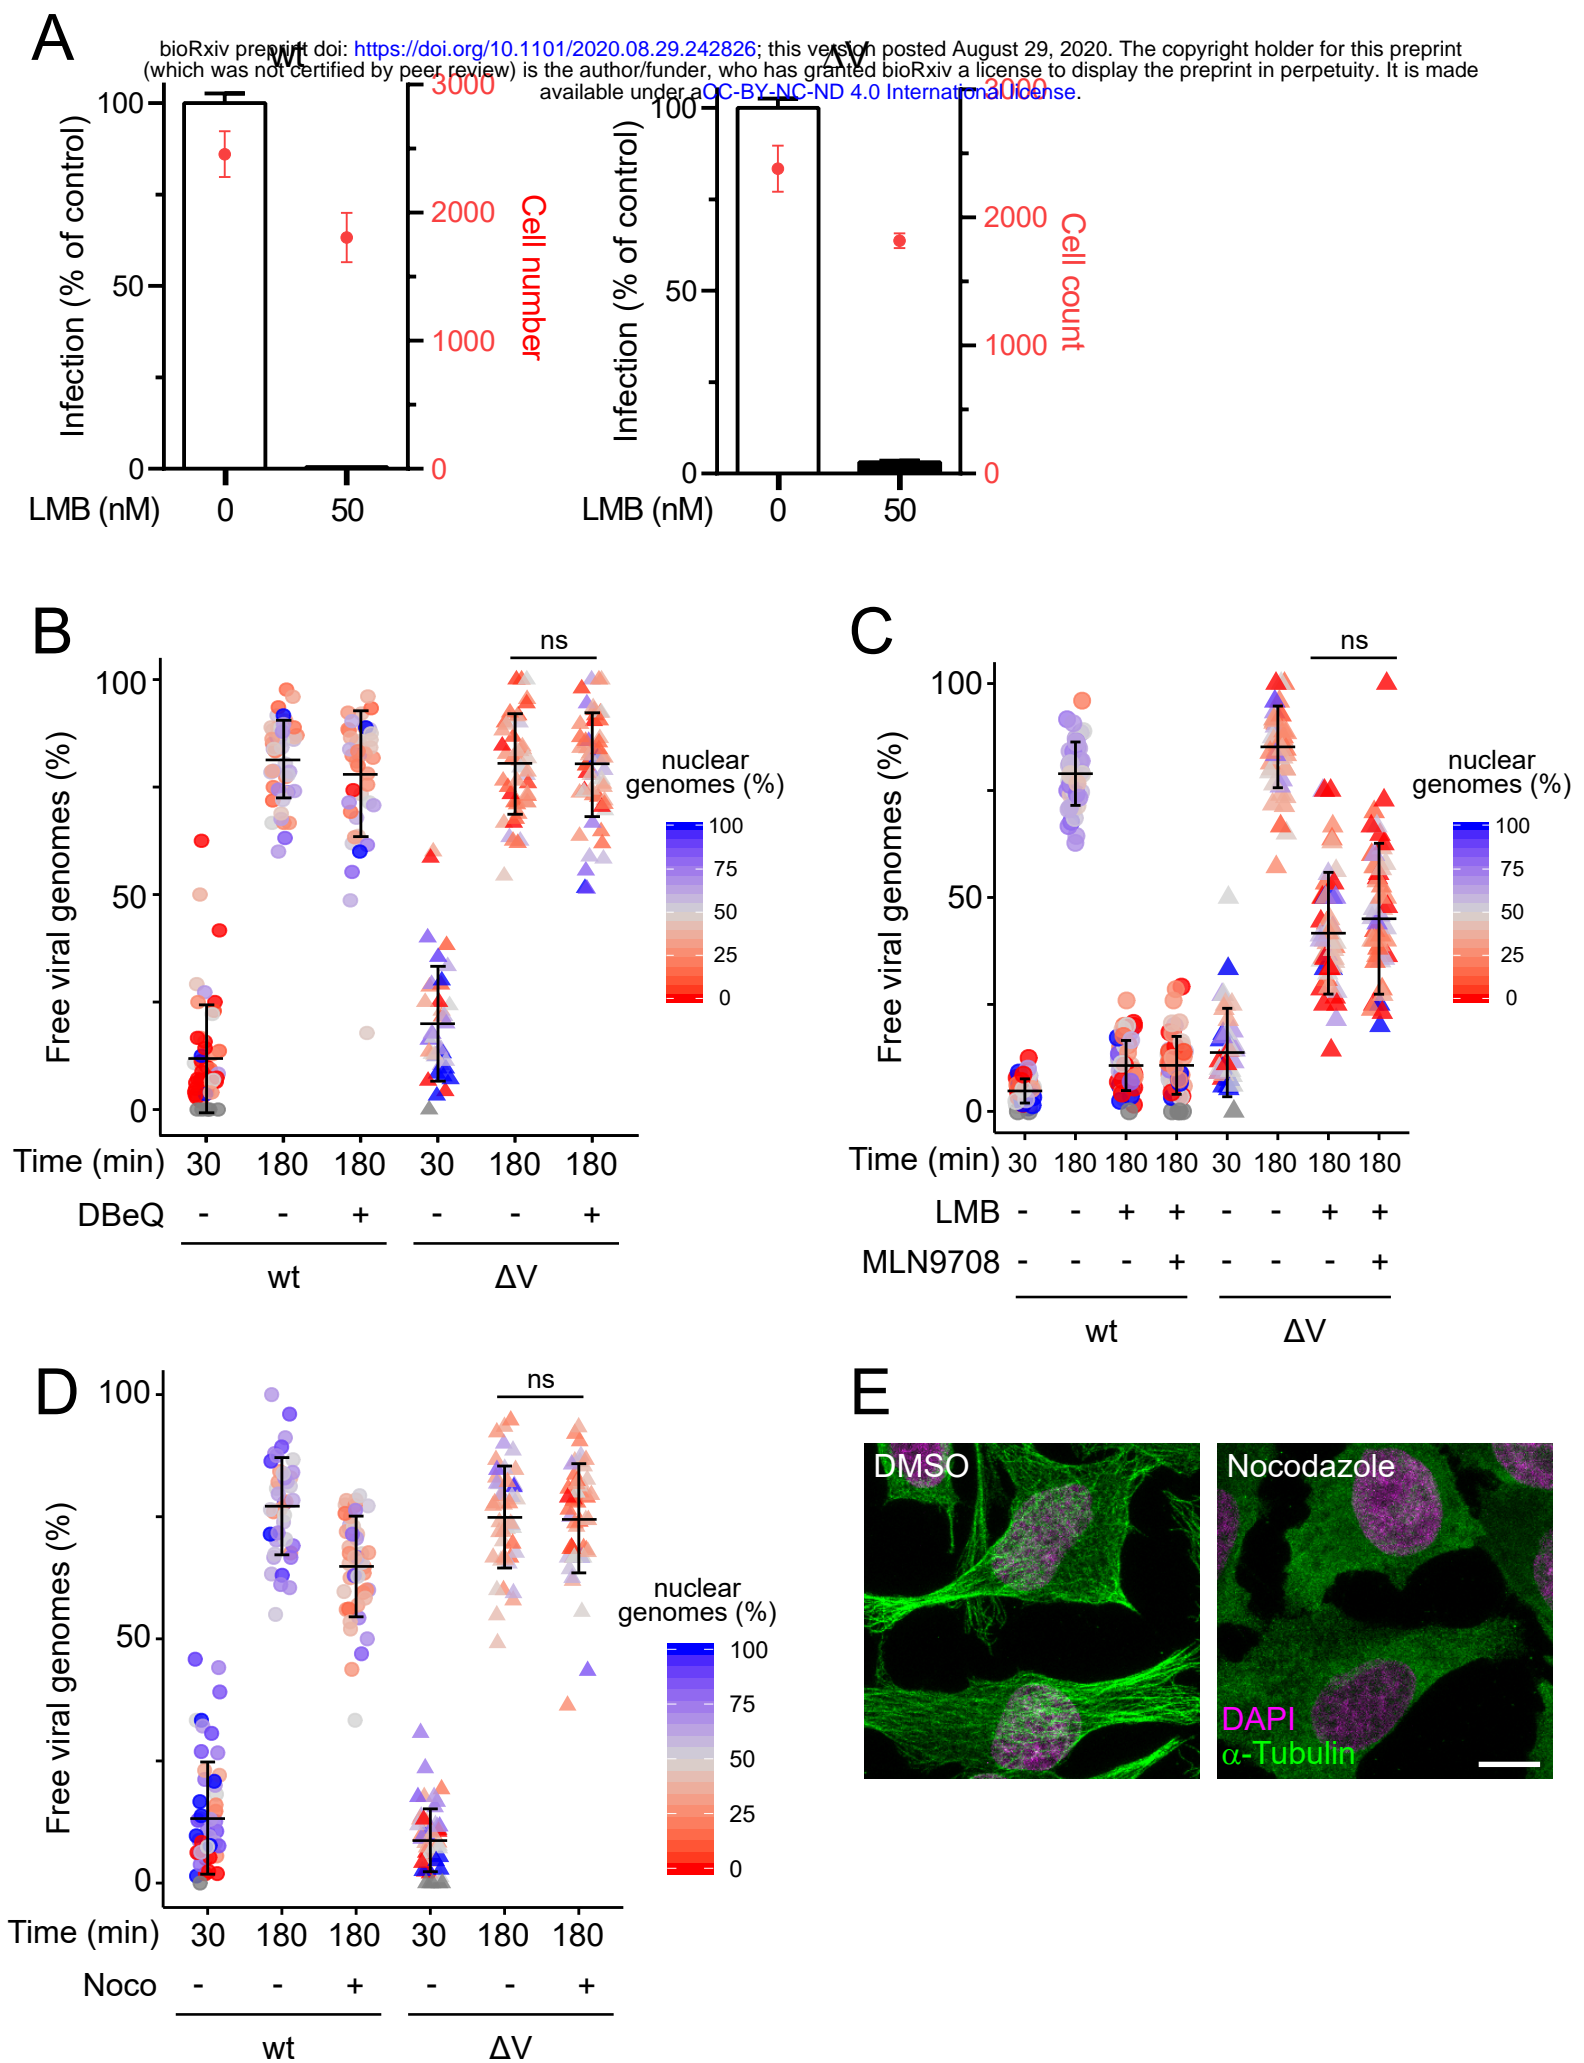 A
bioRxiv preprint doi: https://doi.org/10.1101/2020.08.29.242826; this version posted August 29, 2020. The copyright holder for this preprint
(which was not certified by peer review) is the author/funder, who has granted bioRxiv a license to display the preprint in perpetuity. It is made
available under aCC-BY-NC-ND 4.0 International license.
wt
Infection (% of control)
100
50
0
3000
2000
1000
0
Cell number
LMB (nM)
0
50
ΔV
Infection (% of control)
100
50
0
3000
2000
1000
0
Cell count
LMB (nM)
0
50
B
Free viral genomes (%)
100
50
0
ns
nuclear
genomes (%)
100
75
50
25
0
Time (min) 30 180 180 30 180 180
DBeQ - - + - - +
wt ΔV
C
Free viral genomes (%)
100
50
0
ns
nuclear
genomes (%)
100
75
50
25
0
Time (min) 30 180 180 180 30 180 180 180
LMB - - + + - - + +
MLN9708 - - - + - - - +
wt ΔV
D
Free viral genomes (%)
100
50
0
ns
nuclear
genomes (%)
100
75
50
25
0
Time (min) 30 180 180 30 180 180
Noco - - + - - +
wt ΔV
E
DMSO
Nocodazole
DAPI
α-Tubulin